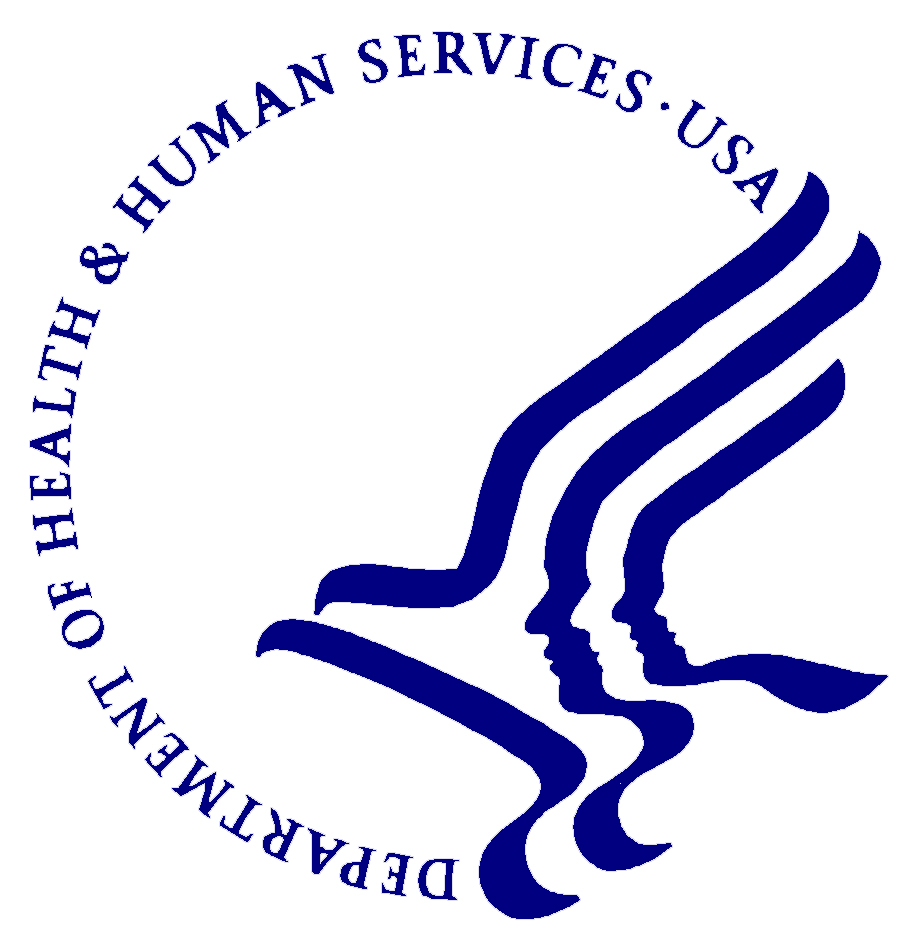 DEPARTMENT OF HEALTH & HUMAN SERVICES · USA